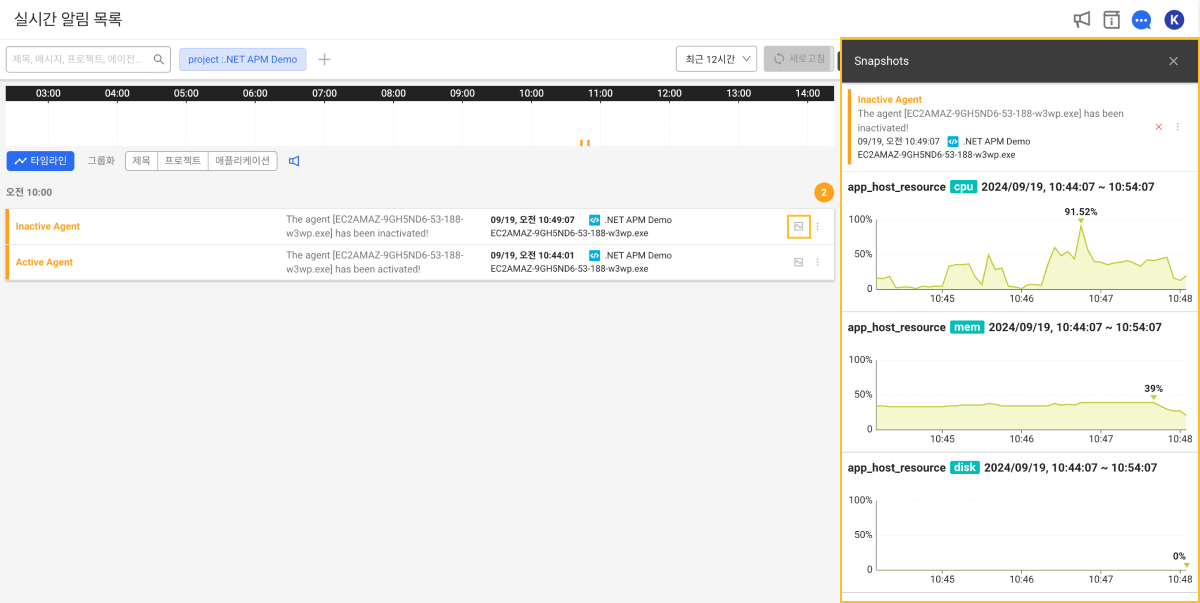 실시간 알림 목록
K
제목, 메시지, 프로젝트, 에이전...
project :.NET APM Demo
최근 12시간
새로고침
03:00 04:00 05:00 06:00 07:00 08:00 09:00 10:00 11:00 12:00 13:00 14:00
타임라인
그룹화
제목 프로젝트 애플리케이션
오전 10:00
2
Inactive Agent
The agent [EC2AMAZ-9GH5ND6-53-188-
w3wp.exe] has been inactivated!
09/19, 오전 10:49:07 .NET APM Demo
EC2AMAZ-9GH5ND6-53-188-w3wp.exe
Active Agent
The agent [EC2AMAZ-9GH5ND6-53-188-
w3wp.exe] has been activated!
09/19, 오전 10:44:01 .NET APM Demo
EC2AMAZ-9GH5ND6-53-188-w3wp.exe
Snapshots
Inactive Agent
The agent [EC2AMAZ-9GH5ND6-53-188-w3wp.exe] has been
inactivated!
09/19, 오전 10:49:07 .NET APM Demo
EC2AMAZ-9GH5ND6-53-188-w3wp.exe
app_host_resource cpu 2024/09/19, 10:44:07 ~ 10:54:07
91.52%
100%
50%
0
10:45 10:46 10:47 10:48
app_host_resource mem 2024/09/19, 10:44:07 ~ 10:54:07
100%
39%
50%
0
10:45 10:46 10:47 10:48
app_host_resource disk 2024/09/19, 10:44:07 ~ 10:54:07
100%
50%
0%
0
10:45 10:46 10:47 10:48